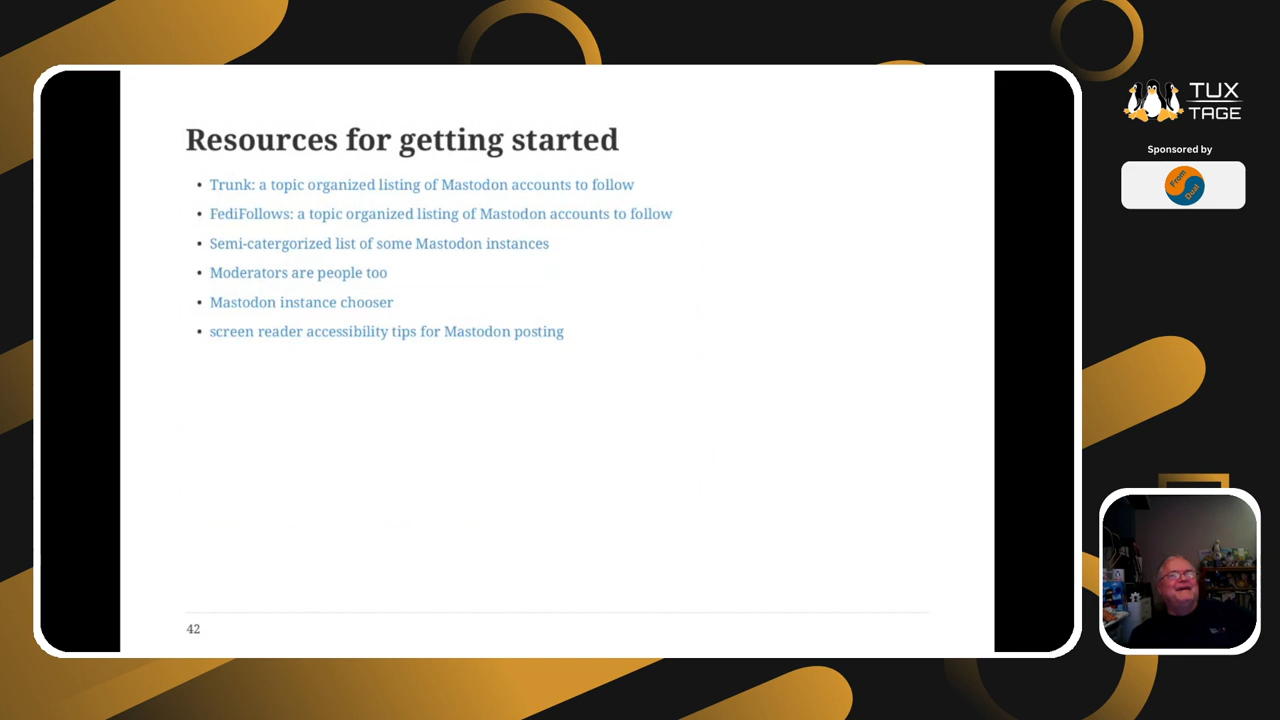 Resources for getting started
• Trunk: a topic organized listing of Mastodon accounts to follow
• FediFollows: a topic organized listing of Mastodon accounts to follow
• Semi-catergorized list of some Mastodon instances
• Moderators are people too
• Mastodon instance chooser
• screen reader accessibility tips for Mastodon posting
42
TUX
TAGE
Sponsored by
From
Dual